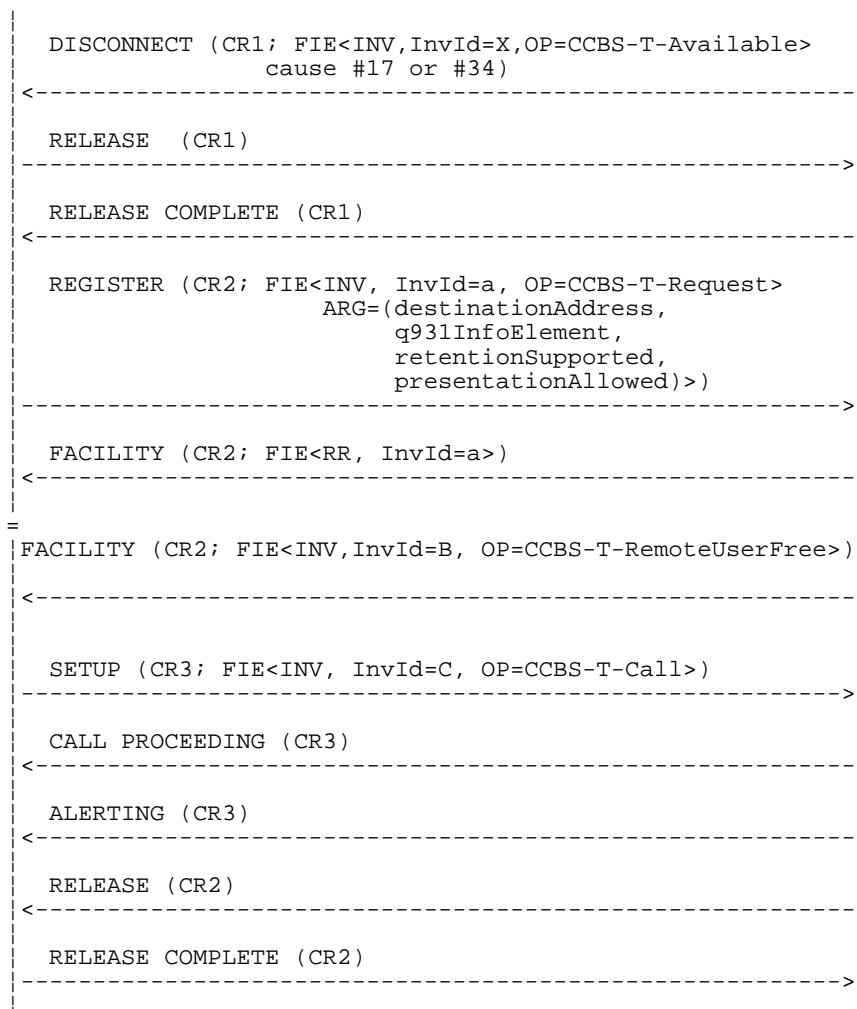 DISCONNECT (CR1; FIE<INV,InvId=X,OP=CCBS-T-Available>
cause #17 or #34)
<---------------------------------------------------------
RELEASE (CR1)
--------------------------------------------------------->
RELEASE COMPLETE (CR1)
<---------------------------------------------------------
REGISTER (CR2; FIE<INV, InvId=a, OP=CCBS-T-Request>
ARG=(destinationAddress,
q931InfoElement,
retentionSupported,
presentationAllowed)>)
--------------------------------------------------------->
FACILITY (CR2; FIE<RR, InvId=a>)
<---------------------------------------------------------
=
FACILITY (CR2; FIE<INV,InvId=B, OP=CCBS-T-RemoteUserFree>)
<---------------------------------------------------------
SETUP (CR3; FIE<INV, InvId=C, OP=CCBS-T-Call>)
--------------------------------------------------------->
CALL PROCEEDING (CR3)
<---------------------------------------------------------
ALERTING (CR3)
<---------------------------------------------------------
RELEASE (CR2)
<---------------------------------------------------------
RELEASE COMPLETE (CR2)
--------------------------------------------------------->